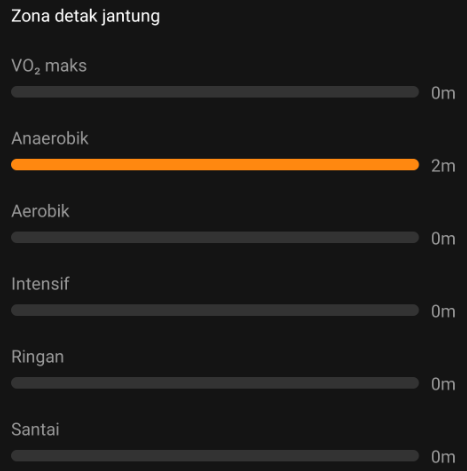 Zona detak jantung
VO₂ maks
0m
Anaerobik
2m
Aerobik
0m
Intensif
0m
Ringan
0m
Santai
0m